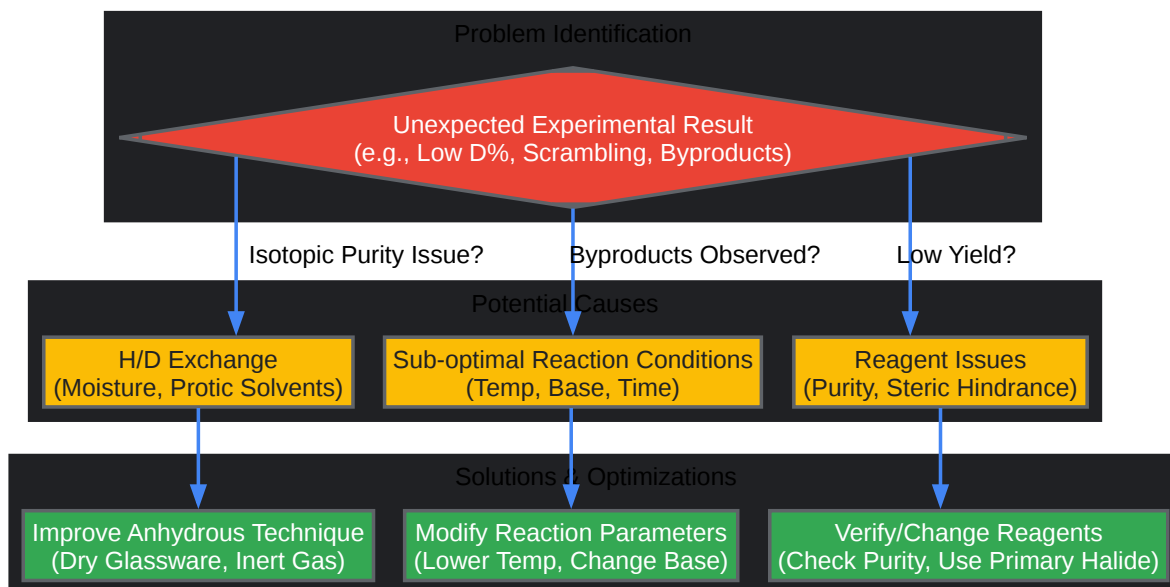 Problem Identification
Unexpected Experimental Result
(e.g., Low D%, Scrambling, Byproducts)
Isotopic Purity Issue?
Byproducts Observed?
Low Yield?
Potential Causes
H/D Exchange
(Moisture, Protic Solvents)
Sub-optimal Reaction Conditions
(Temp, Base, Time)
Reagent Issues
(Purity, Steric Hindrance)
Solutions & Optimizations
Improve Anhydrous Technique
(Dry Glassware, Inert Gas)
Modify Reaction Parameters
(Lower Temp, Change Base)
Verify/Change Reagents
(Check Purity, Use Primary Halide)